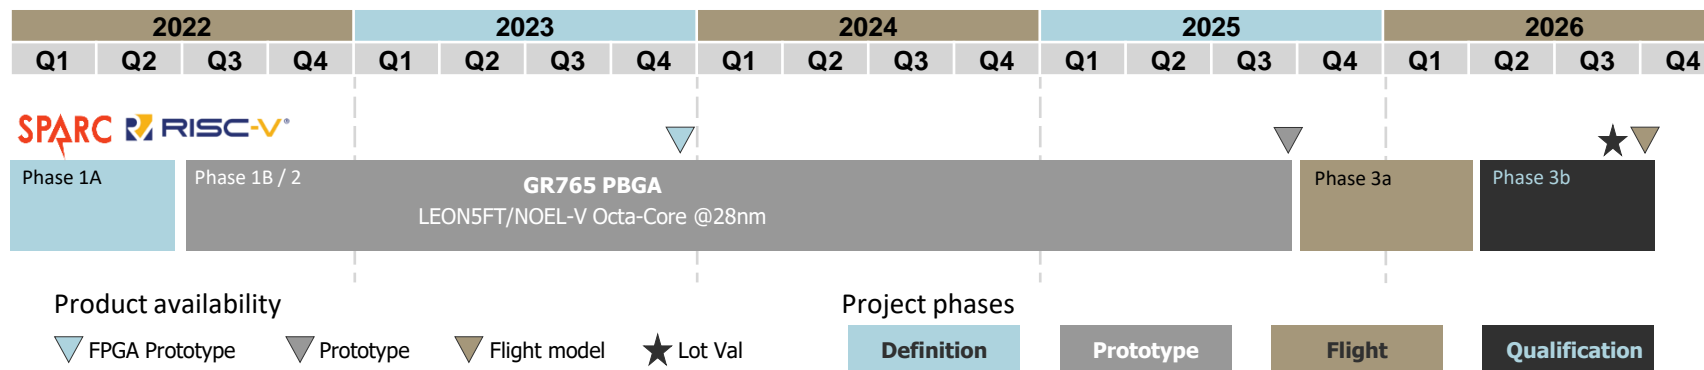 2022 2023 2024 2025 2026
Q1 Q2 Q3 Q4 Q1 Q2 Q3 Q4 Q1 Q2 Q3 Q4 Q1 Q2 Q3 Q4 Q1 Q2 Q3 Q4
SPARC RISC-V®
Phase 1A
Phase 1B / 2
GR765 PBGA
LEON5FT/NOEL-V Octa-Core @28nm
Phase 3a
Phase 3b
Product availability
FPGA Prototype Prototype Flight model Lot Val
Project phases
Definition Prototype Flight Qualification